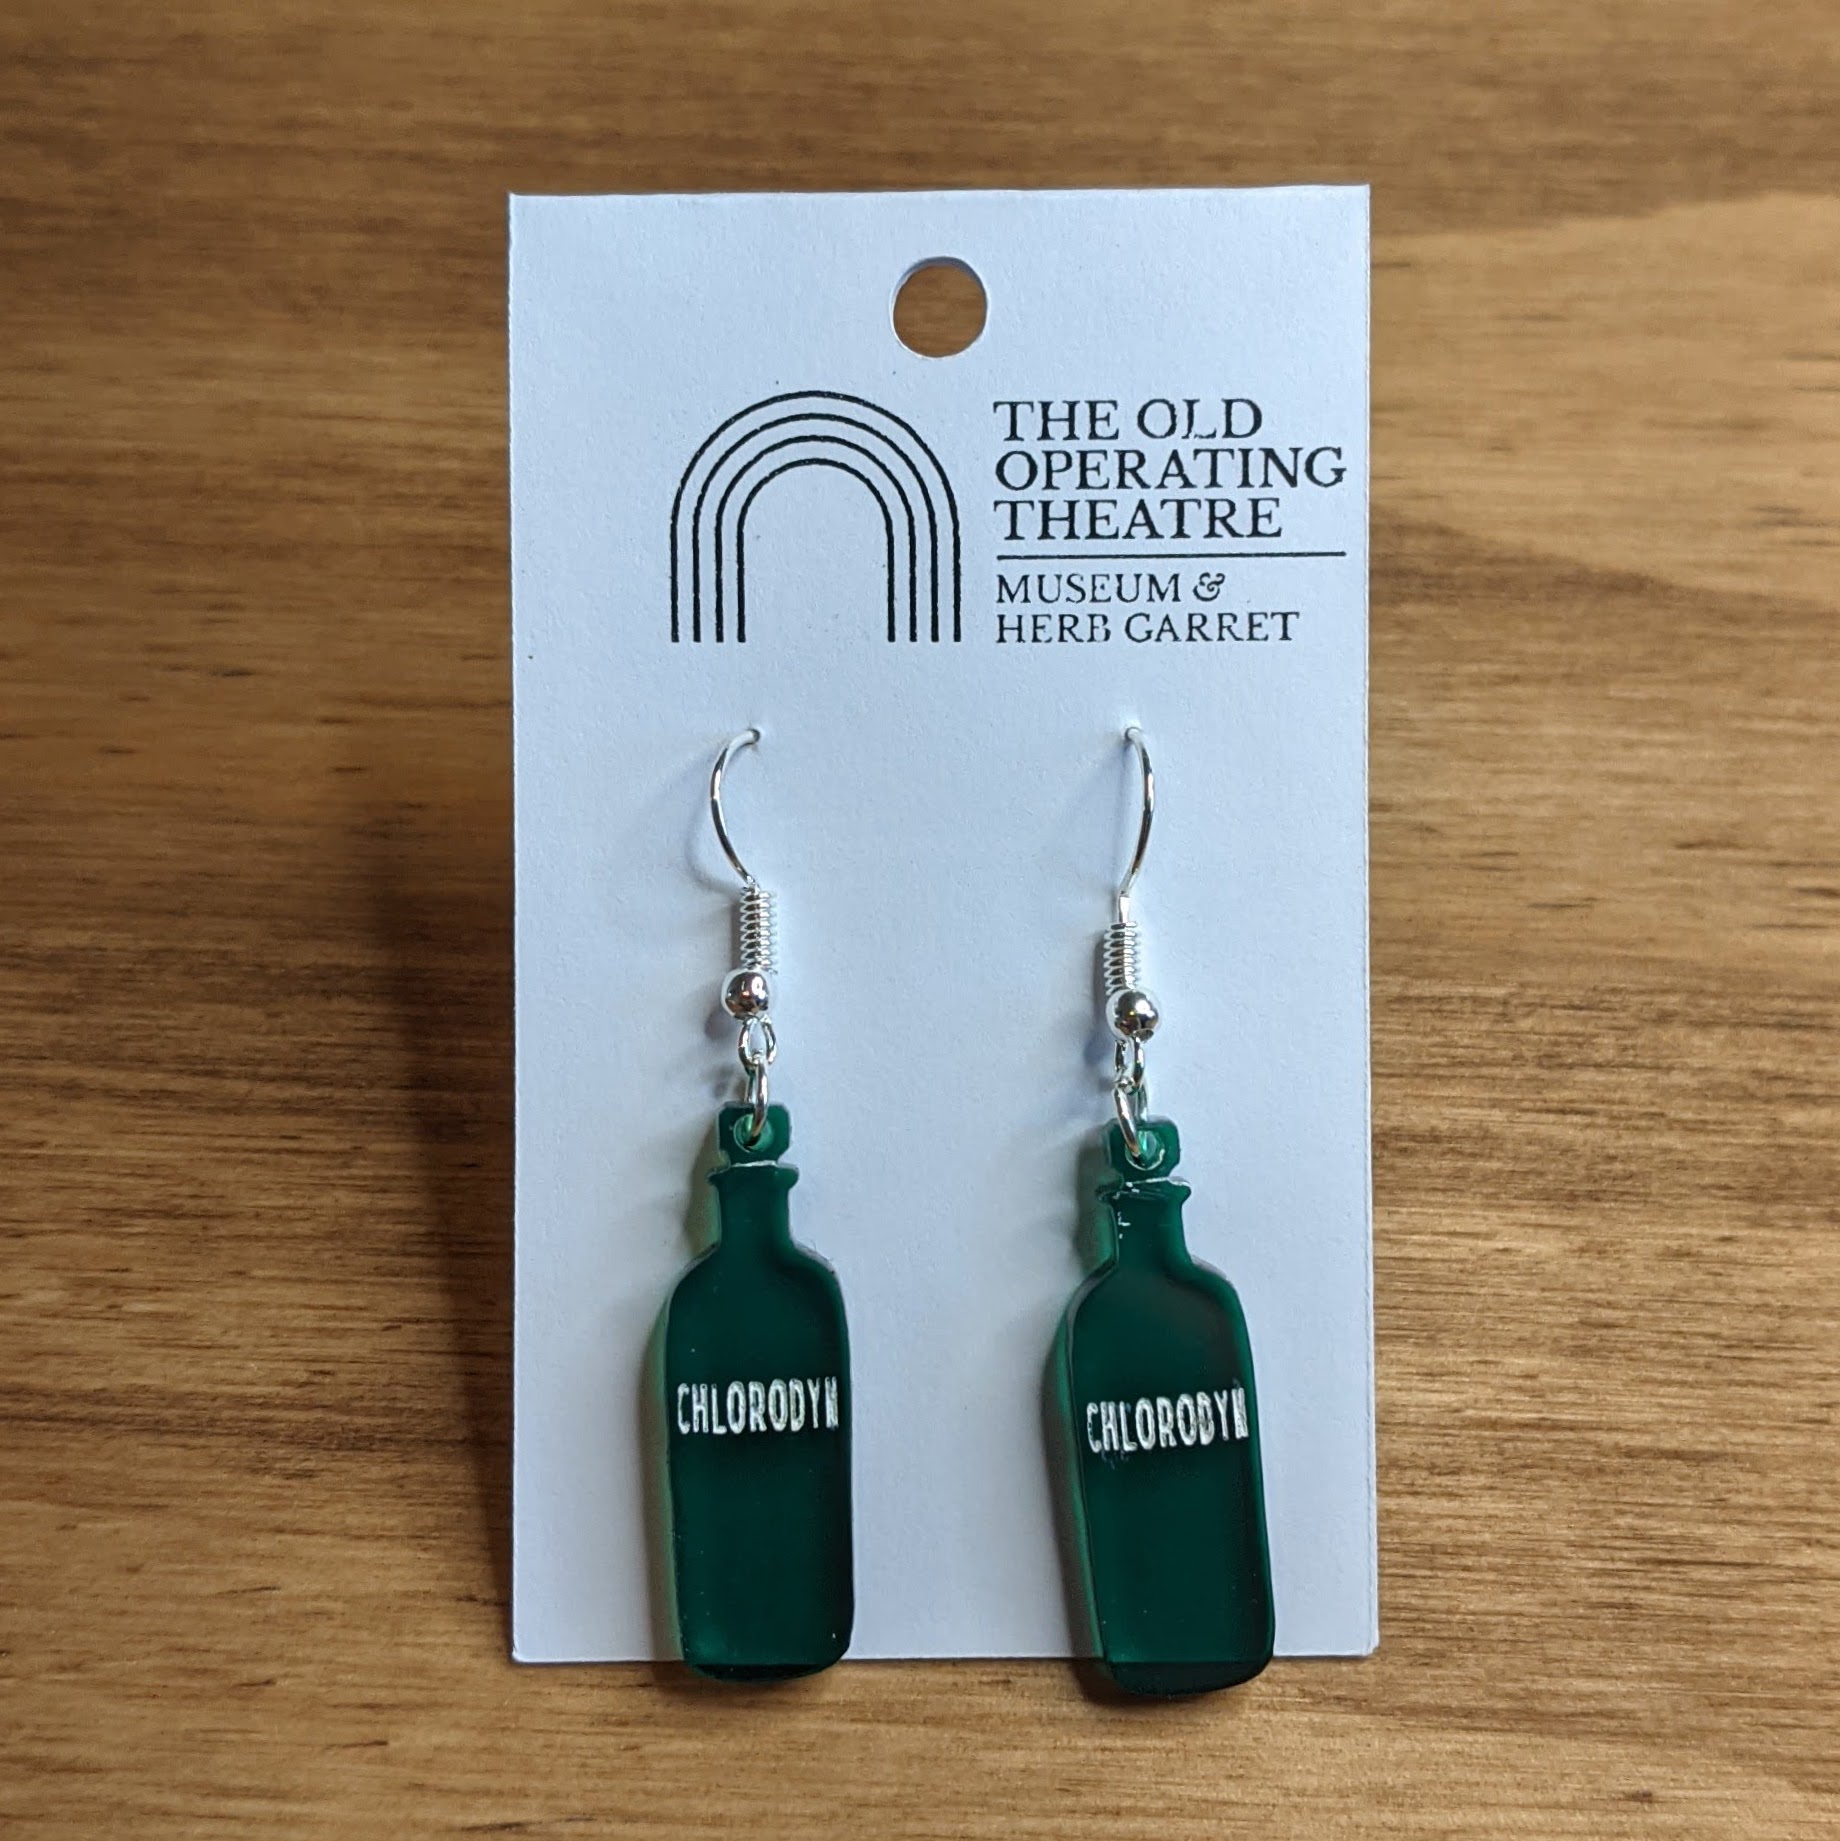 THE OLD
OPERATING
THEATRE
MUSEUM &
HERB GARRET
CHLORODYN
CHLORODYN